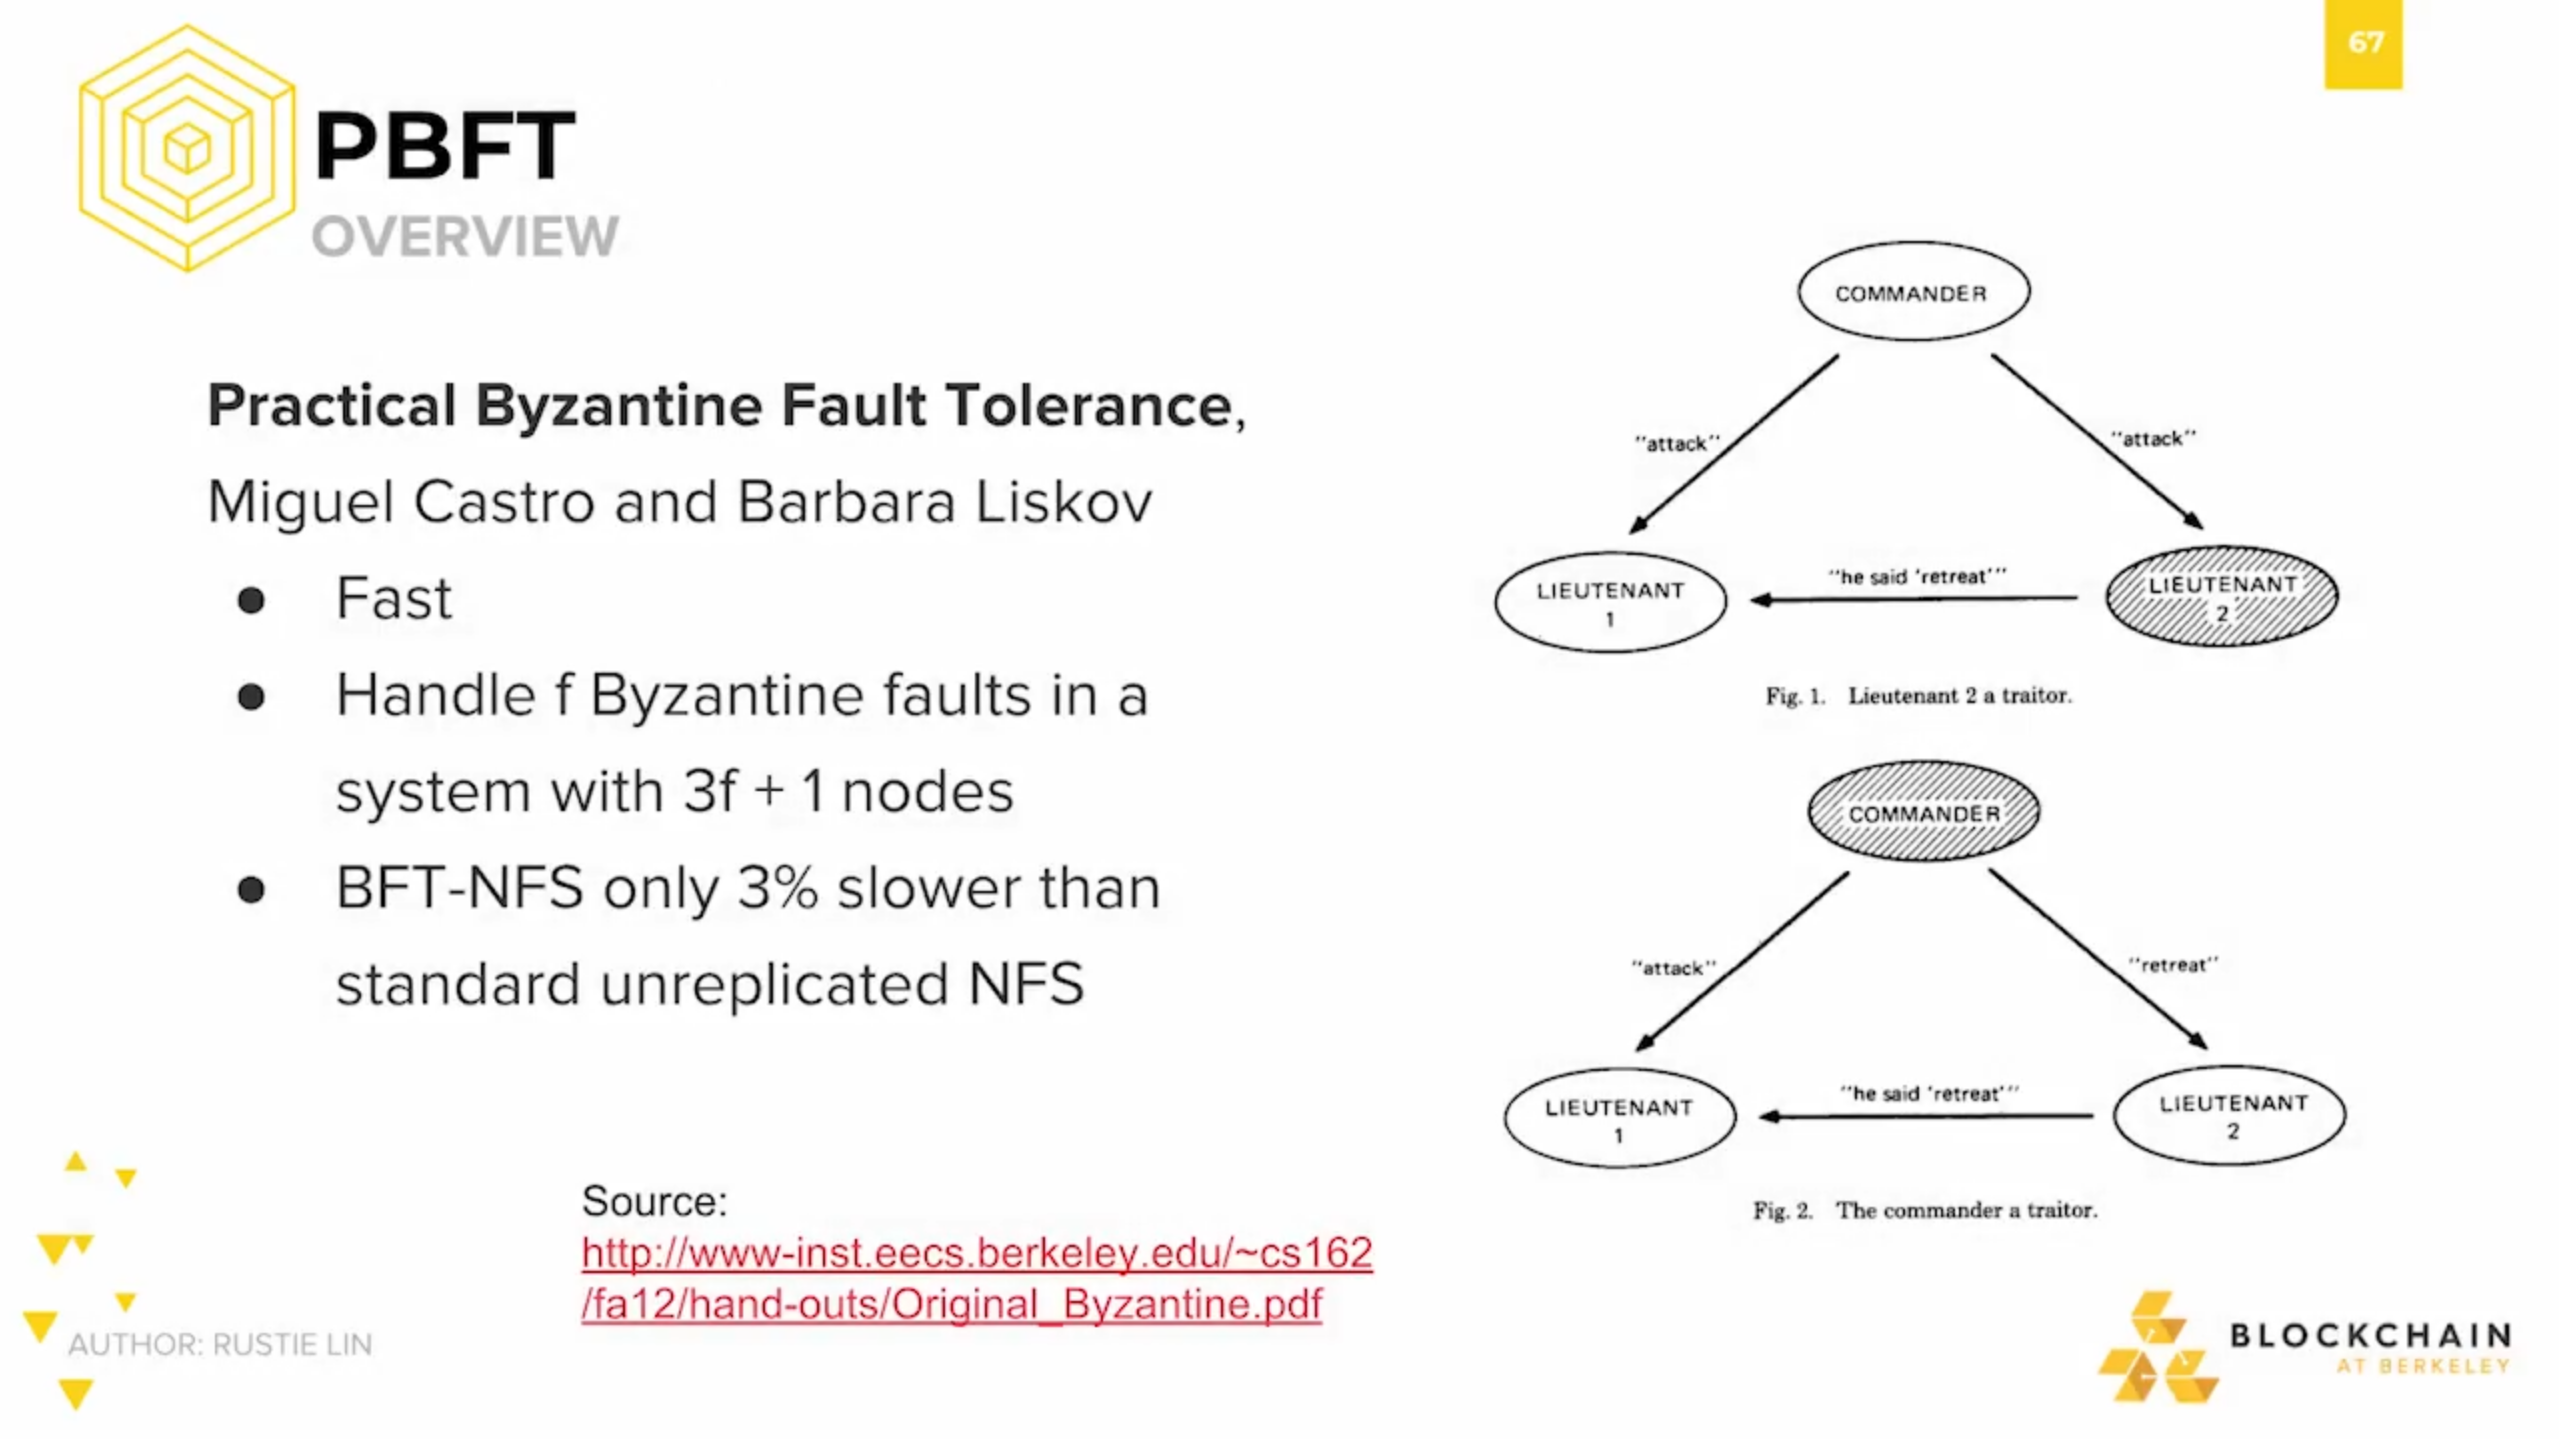 67
PBFT
OVERVIEW
Practical Byzantine Fault Tolerance,
Miguel Castro and Barbara Liskov
● Fast
● Handle f Byzantine faults in a
system with 3f + 1 nodes
● BFT-NFS only 3% slower than
standard unreplicated NFS
Source:
http://www-inst.eecs.berkeley.edu/~cs162
/fa12/hand-outs/Original_Byzantine.pdf
AUTHOR: RUSTIE LIN
COMMANDER
"attack"
"attack"
LIEUTENANT
1
"he said 'retreat'"
LIEUTENANT
2
Fig. 1. Lieutenant 2 a traitor.
COMMANDER
"attack"
"retreat"
LIEUTENANT
1
"he said 'retreat'"
LIEUTENANT
2
Fig. 2. The commander a traitor.
BLOCKCHAIN
AT BERKELEY